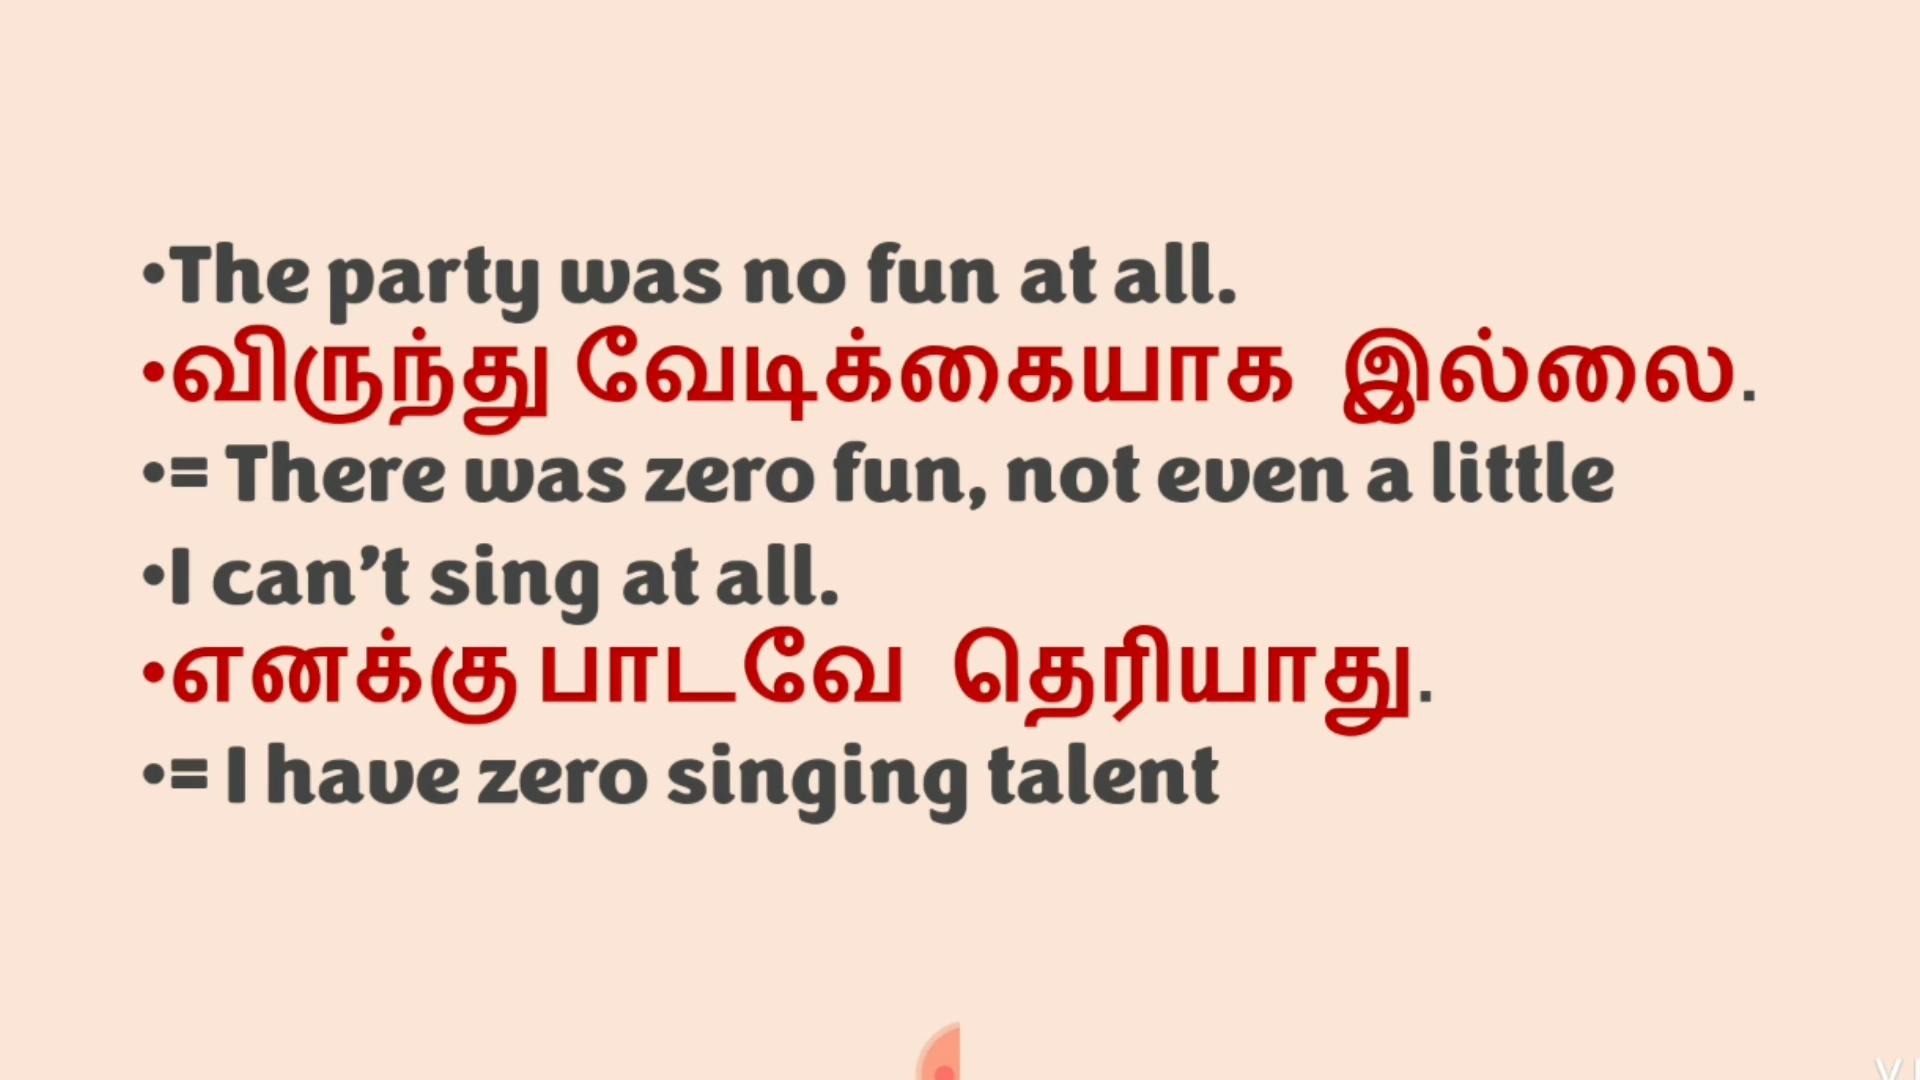 •The party was no fun at all.
•விருந்து வேடிக்கையாக இல்லை.
•= There was zero fun, not even a little
•I can’t sing at all.
•எனக்கு பாடவே தெரியாது.
•= I have zero singing talent